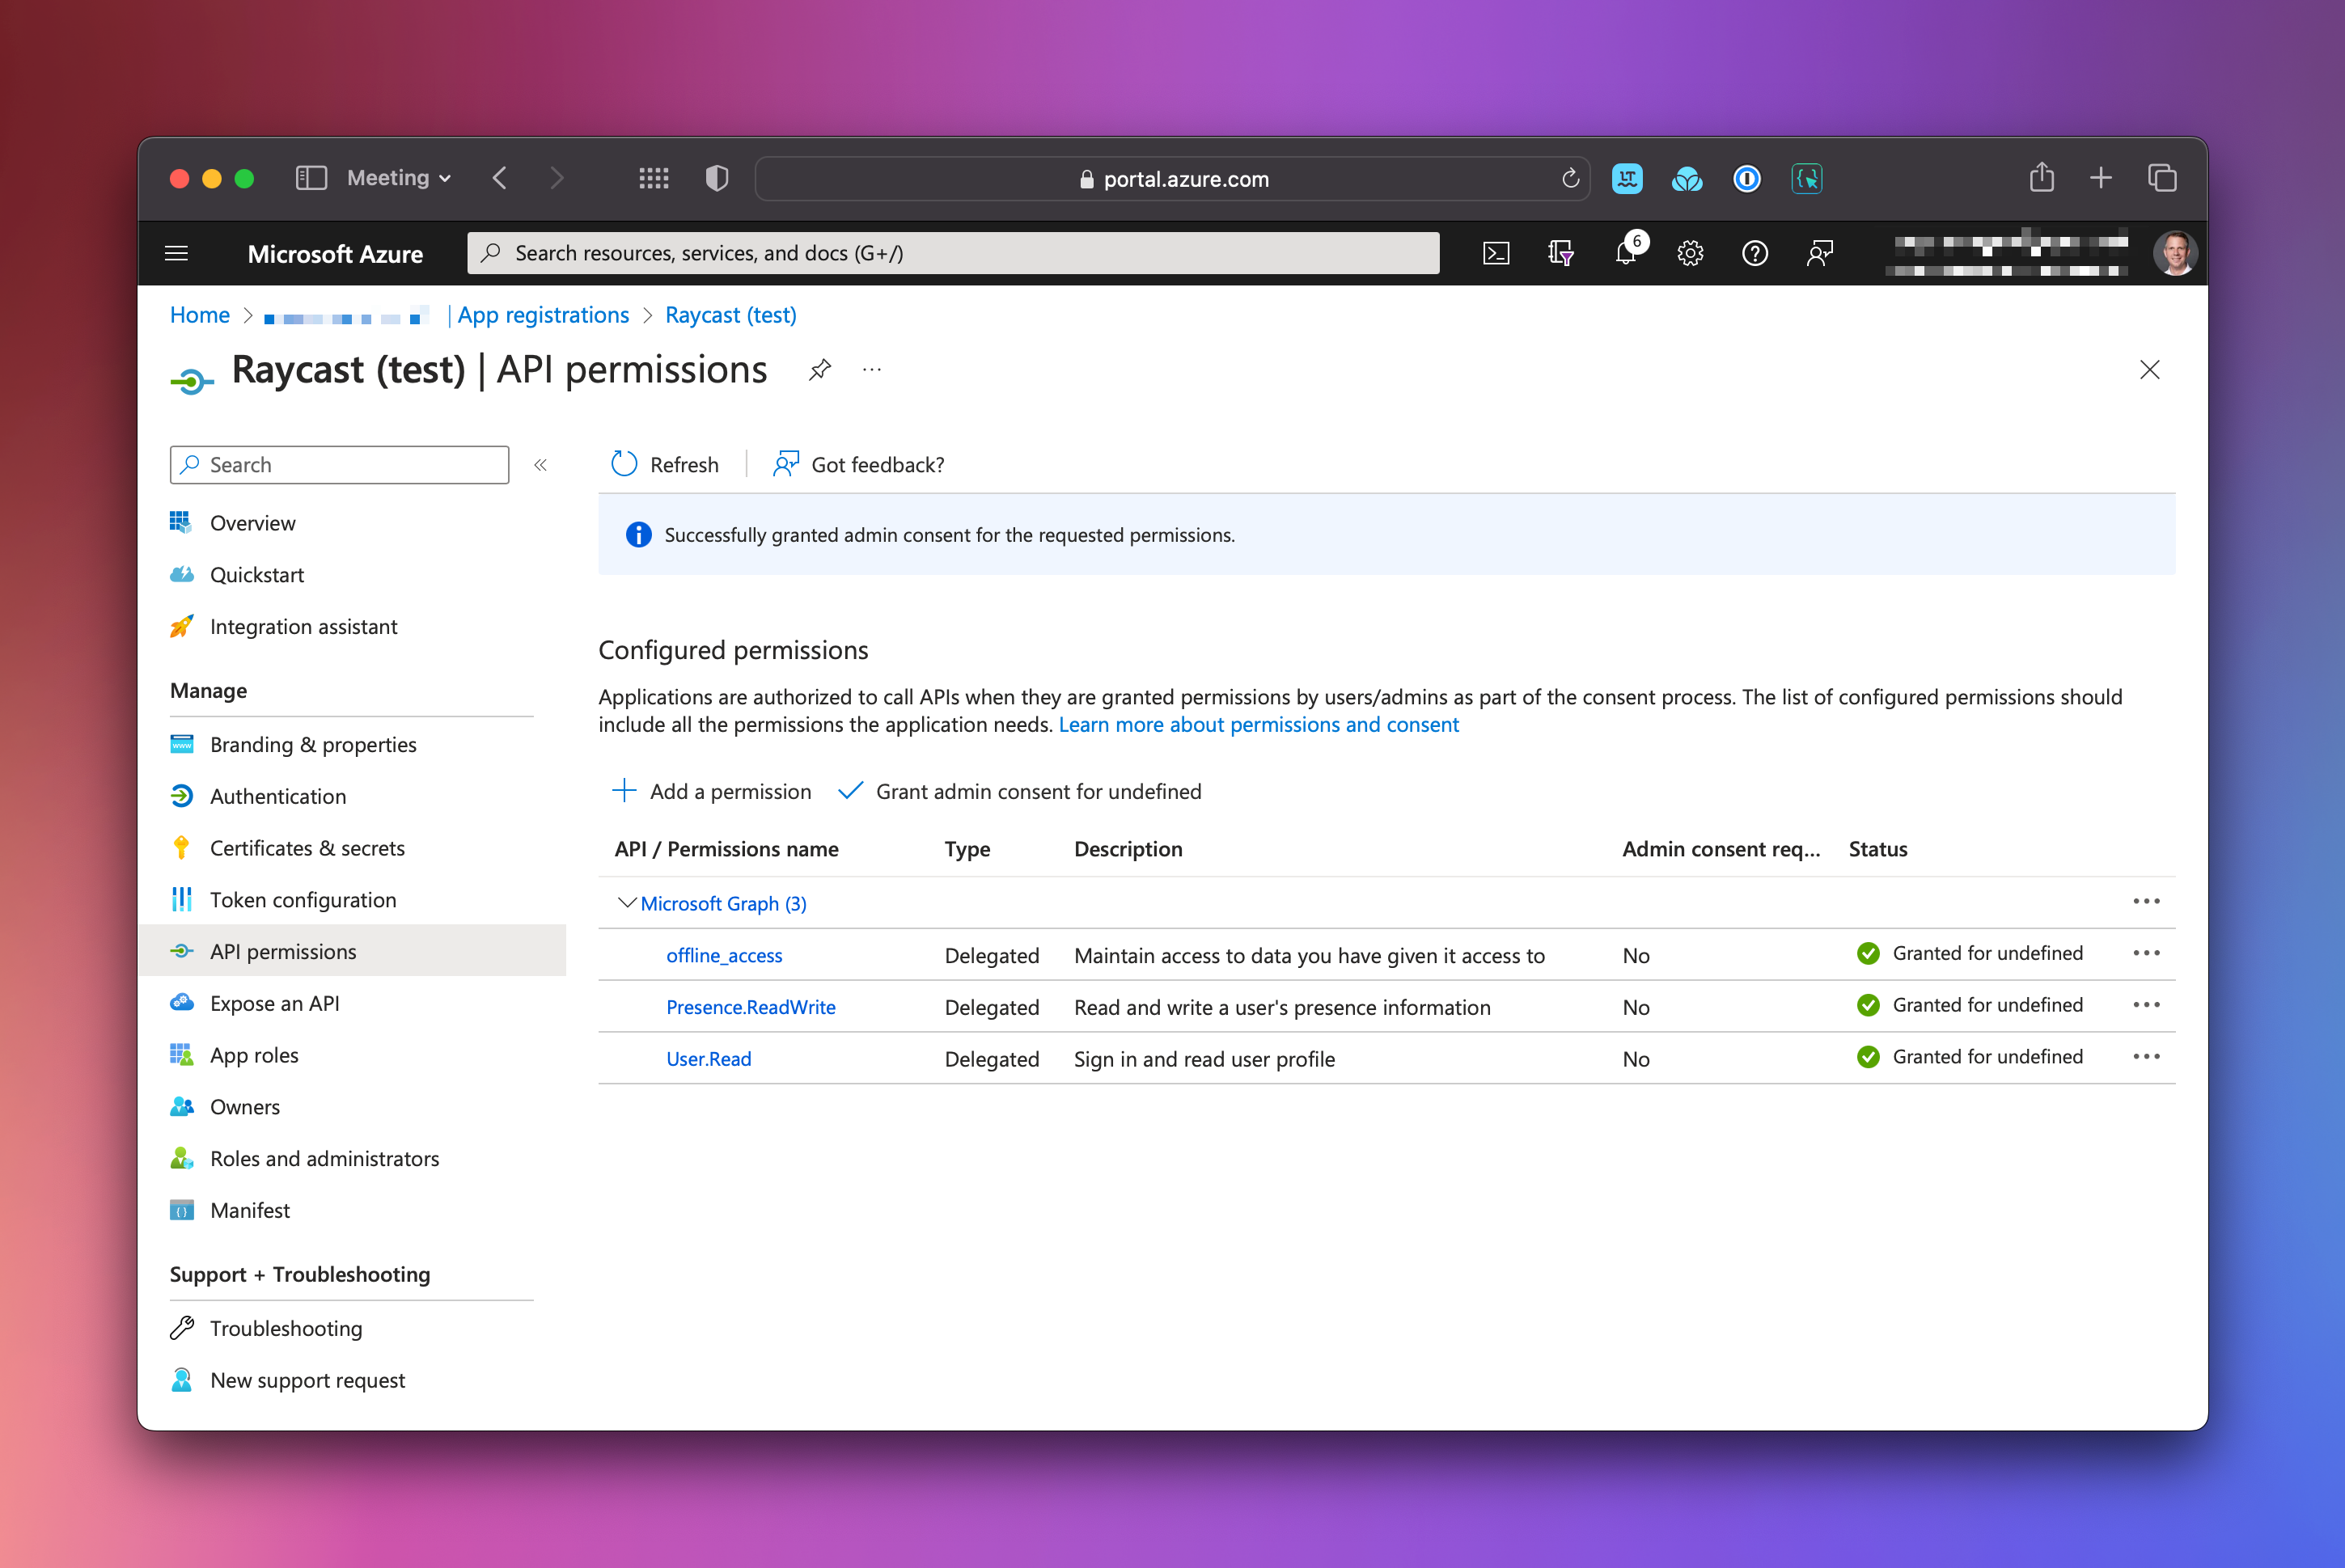 Meeting
portal.azure.com
Microsoft Azure
Search resources, services, and docs (G+/)
6
Home > | App registrations > Raycast (test)
Raycast (test) | API permissions
Search
Refresh
Got feedback?
Overview
Successfully granted admin consent for the requested permissions.
Quickstart
Integration assistant
Manage
Branding & properties
Authentication
Certificates & secrets
Token configuration
API permissions
Expose an API
App roles
Owners
Roles and administrators
Manifest
Support + Troubleshooting
Troubleshooting
New support request
Configured permissions
Applications are authorized to call APIs when they are granted permissions by users/admins as part of the consent process. The list of configured permissions should
include all the permissions the application needs. Learn more about permissions and consent
Add a permission
Grant admin consent for undefined
API / Permissions name Type Description Admin consent req... Status
Microsoft Graph (3)
offline_access Delegated Maintain access to data you have given it access to No Granted for undefined
Presence.ReadWrite Delegated Read and write a user's presence information No Granted for undefined
User.Read Delegated Sign in and read user profile No Granted for undefined